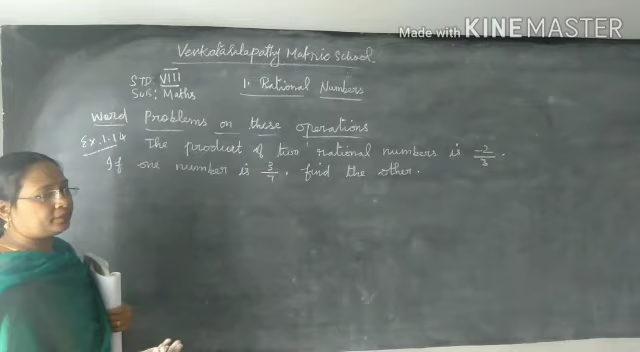 Made with KINEMASTER
Venkatachalapathy Matric School.
STD: VIII
1. Rational Numbers
SUB: Maths
Word Problems on these operations
Ex.1.14 The product of two rational numbers is -2/3.
If one number is 3/7, find the other.